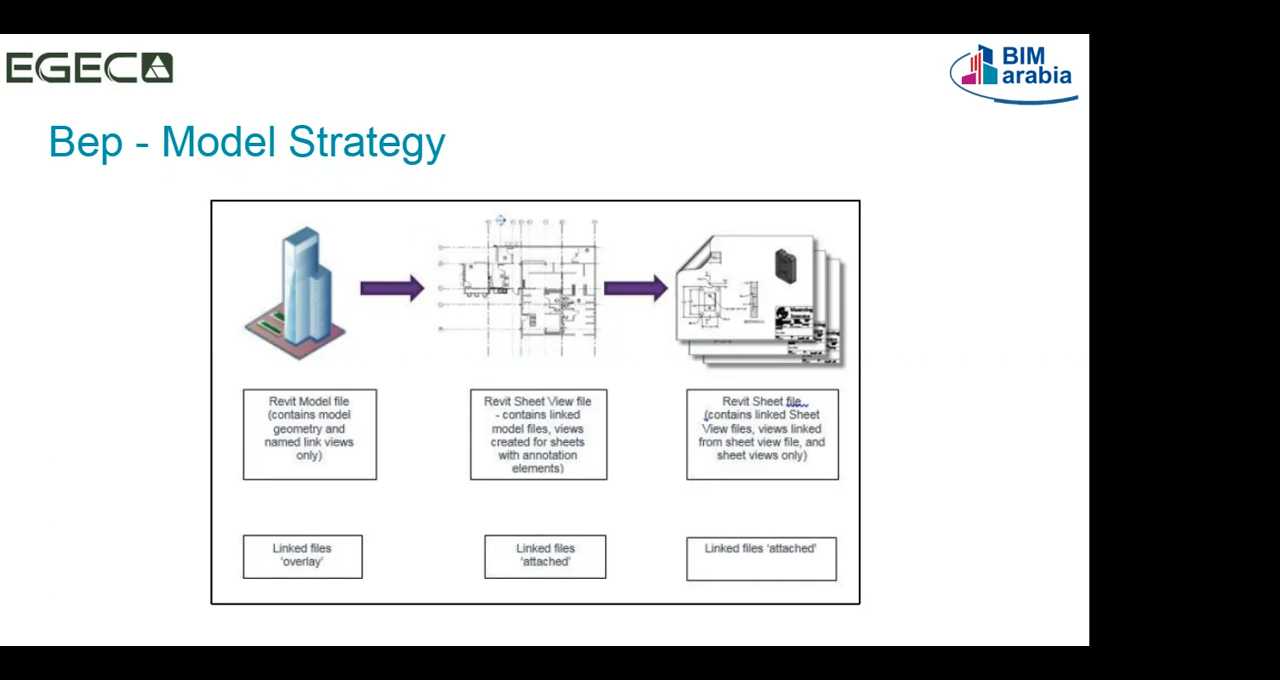 EGEC
BIM
arabia
Bep - Model Strategy
Revit Model file
(contains model
geometry and
named link views
only)
Revit Sheet View file
- contains linked
model files, views
created for sheets
with annotation
elements)
Revit Sheet file
(contains linked Sheet
View files, views linked
from sheet view file, and
sheet views only)
Linked files
‘overlay’
Linked files
‘attached’
Linked files ‘attached’